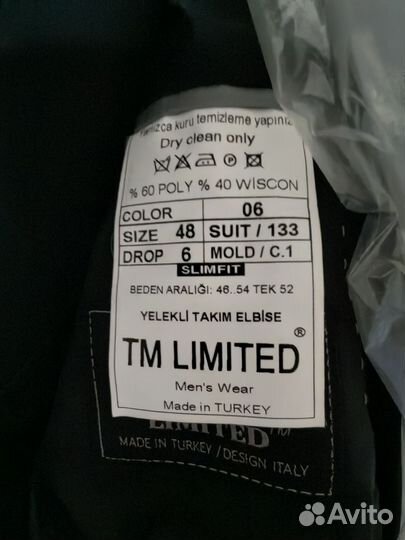 Yalnızca kuru temizleme yapınız
Dry clean only
% 60 POLY % 40 WİSCON
COLOR 06
SIZE 48 SUIT / 133
DROP 6 MOLD / C.1
SLIMFIT
BEDEN ARALIĞI: 46..54 TEK 52
YELEKLİ TAKIM ELBİSE
TM LIMITED ®
Men's Wear
Made in TURKEY
LIMITED
MADE IN TURKEY / DESIGN ITALY
Avito